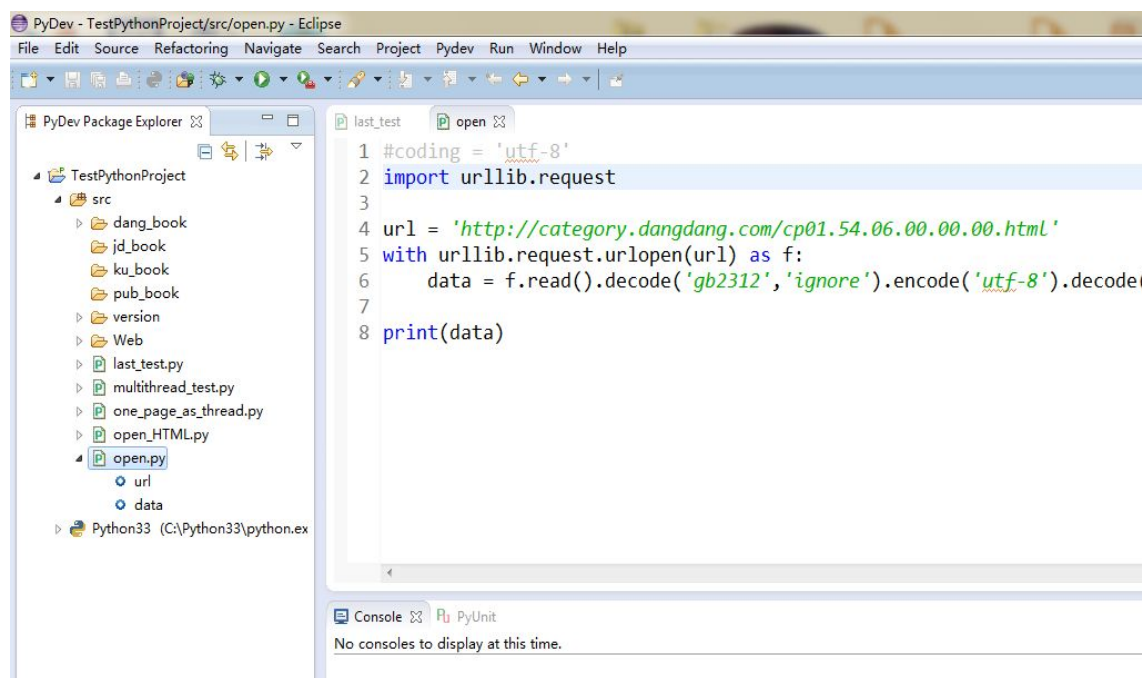 PyDev - TestPythonProject/src/open.py - Eclipse
File Edit Source Refactoring Navigate Search Project Pydev Run Window Help
PyDev Package Explorer
TestPythonProject
src
dang_book
jd_book
ku_book
pub_book
version
Web
last_test.py
multithread_test.py
one_page_as_thread.py
open_HTML.py
open.py
url
data
Python33 (C:\Python33\python.ex
last_test open
1 #coding = 'utf-8'
2 import urllib.request
3
4 url = 'http://category.dangdang.com/cp01.54.06.00.00.00.html'
5 with urllib.request.urlopen(url) as f:
6 data = f.read().decode('gb2312','ignore').encode('utf-8').decode(
7
8 print(data)
Console PyUnit
No consoles to display at this time.